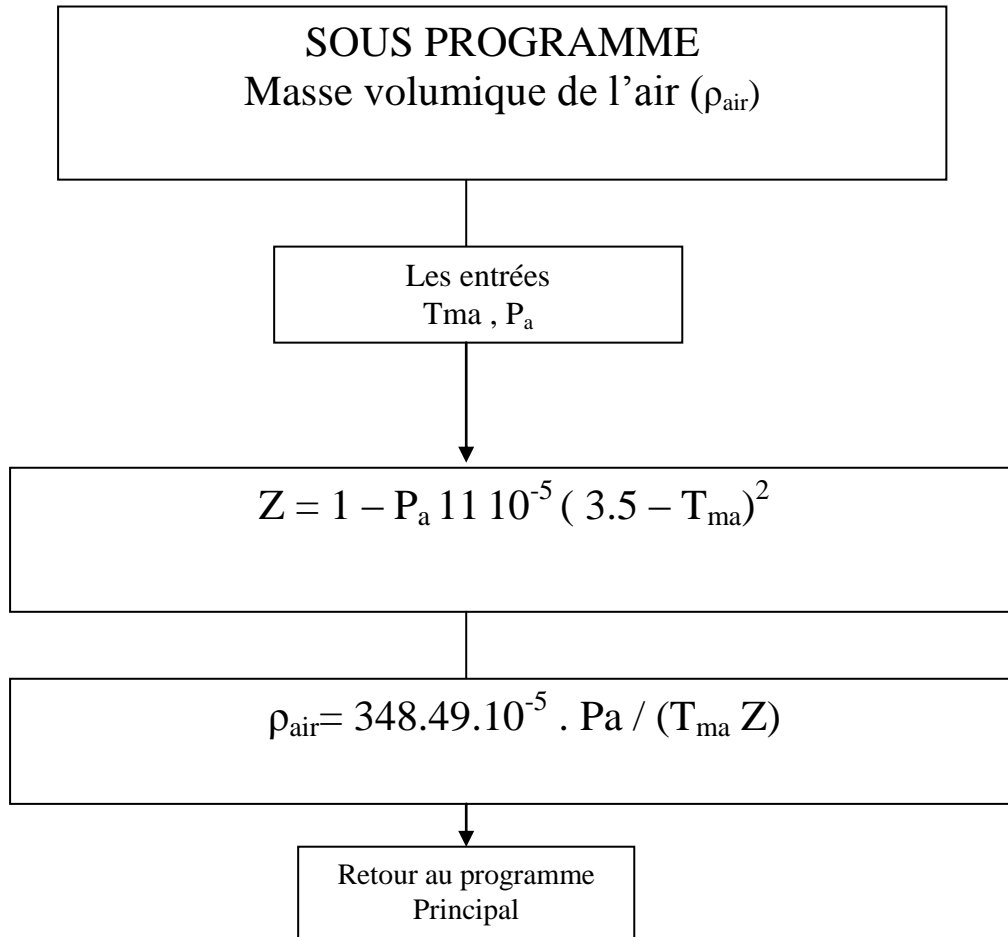 SOUS PROGRAMME
Masse volumique de l’air (ρair)
Les entrées
Tma , Pa
Z = 1 – Pa 11 10-5 ( 3.5 – Tma)2
ρair= 348.49.10-5 . Pa / (Tma Z)
Retour au programme
Principal